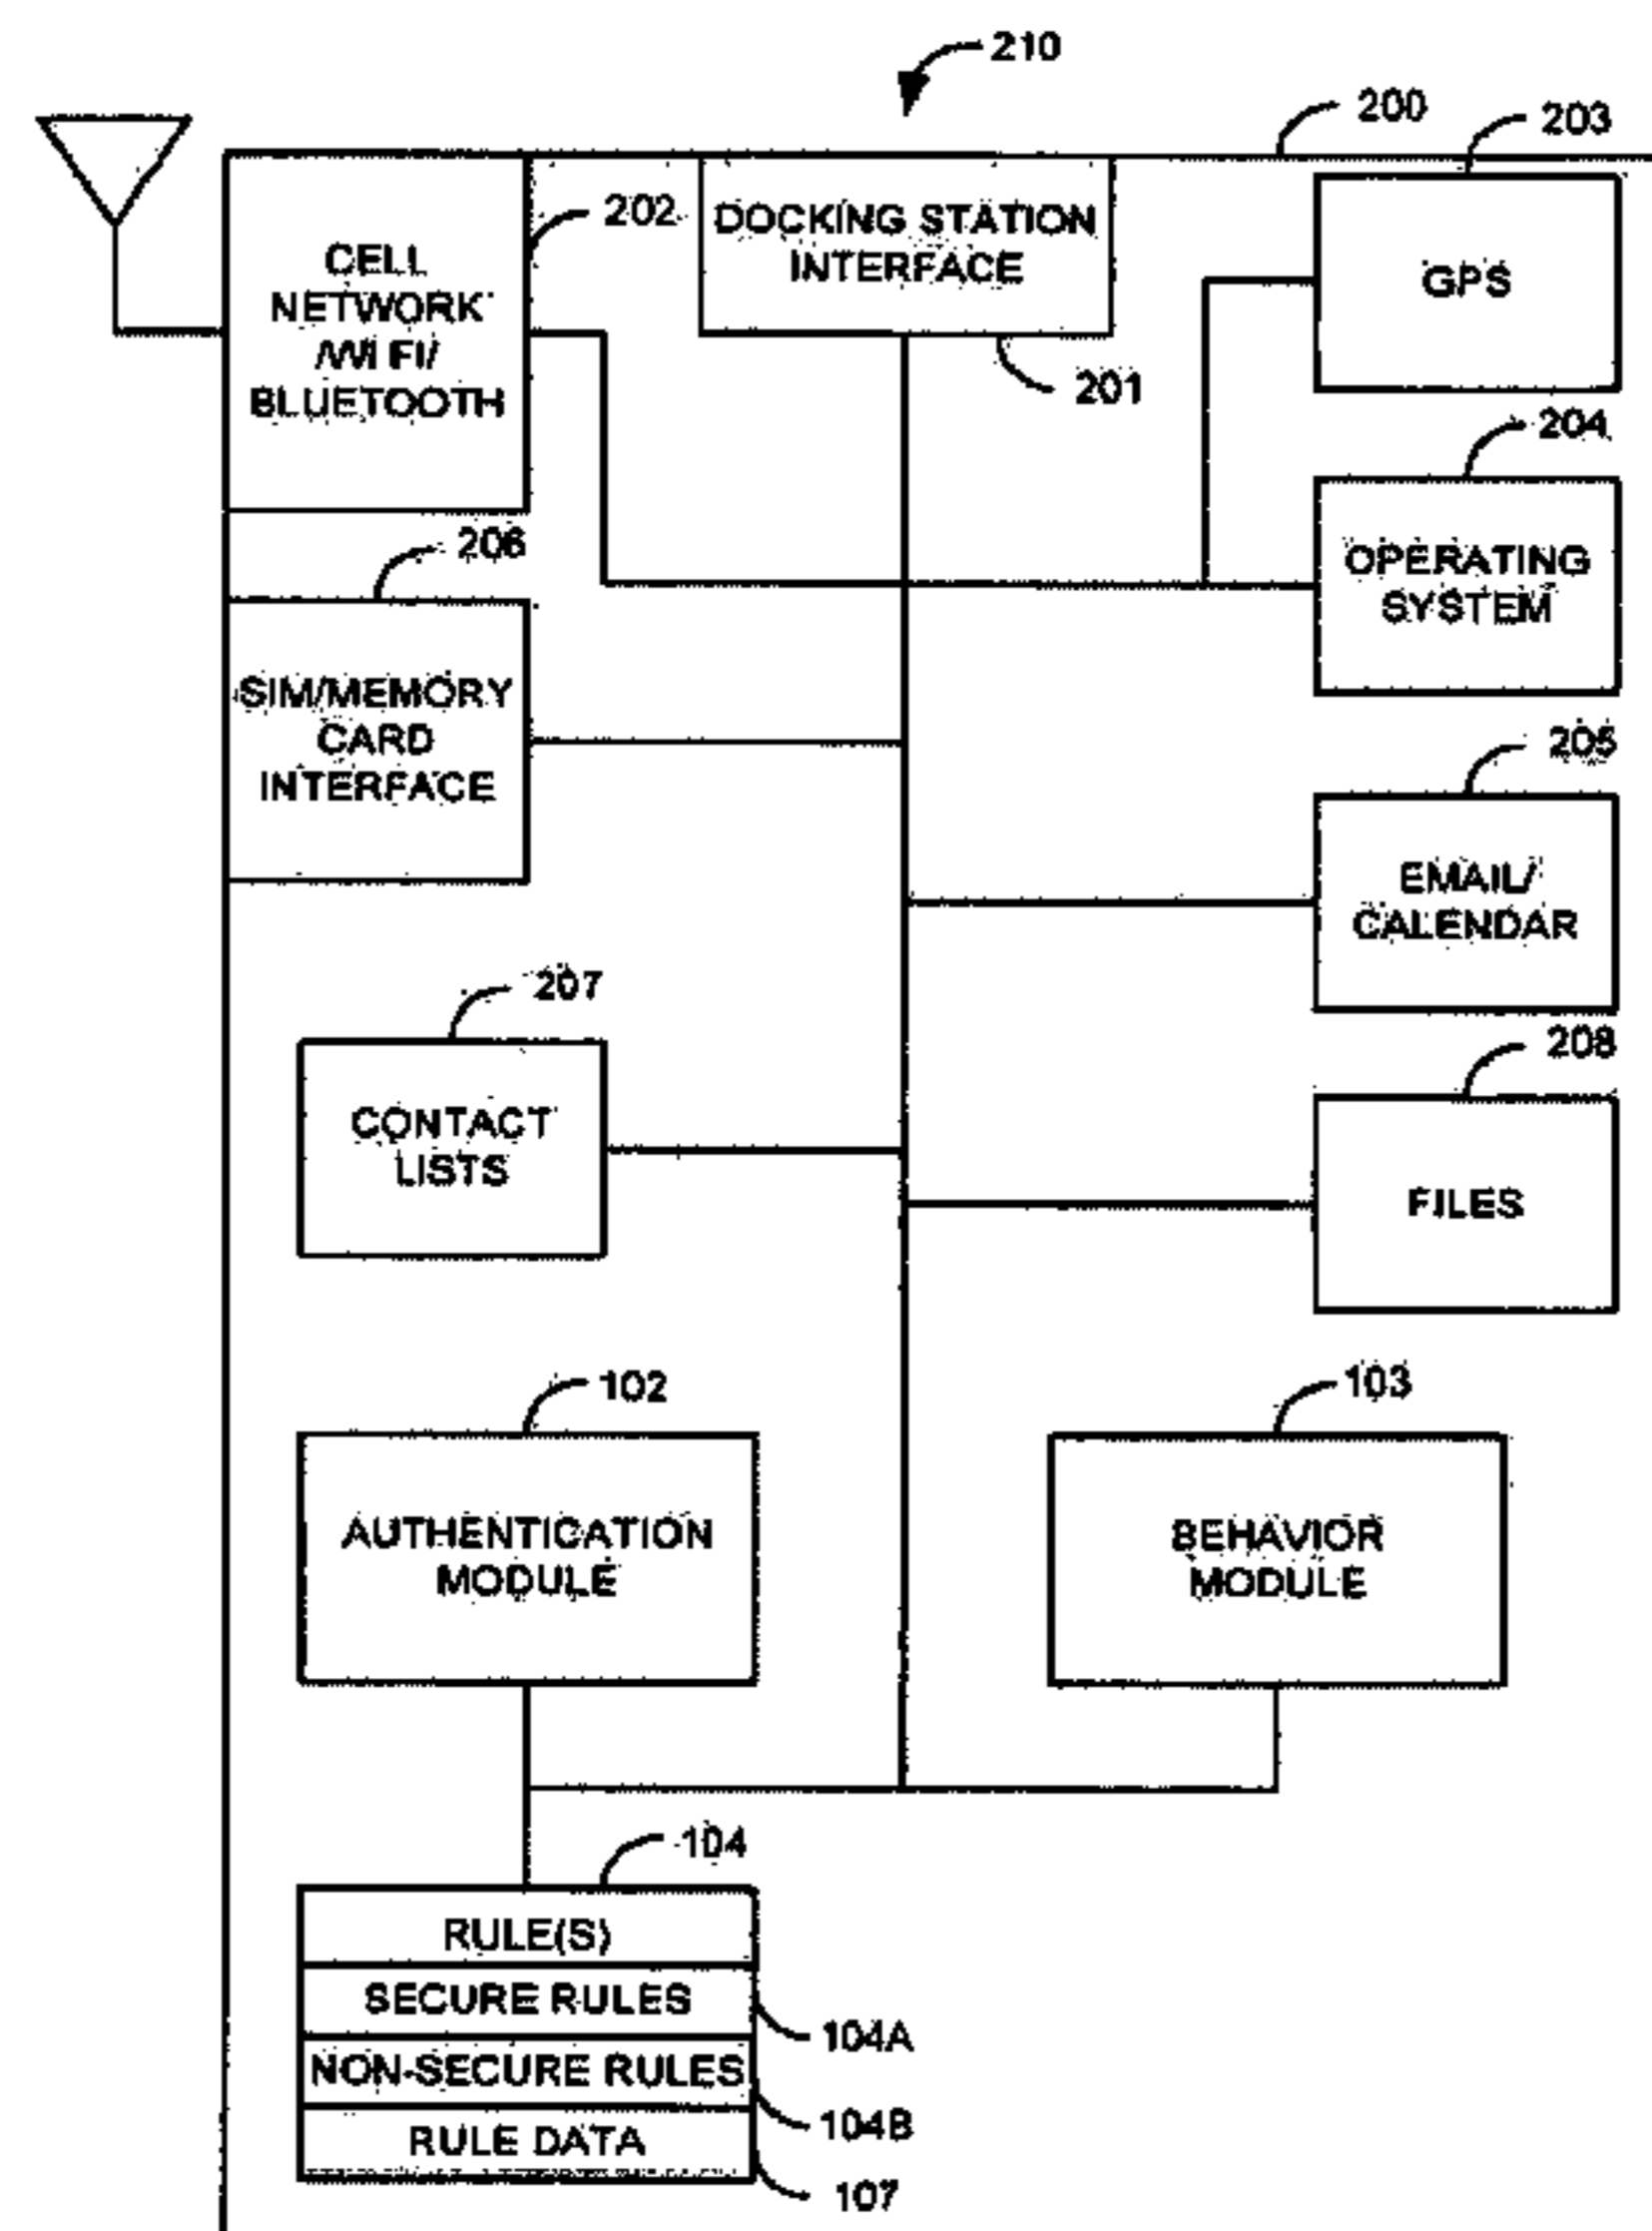 210
200
203
202
CELL
NETWORK
/WI FI/
BLUETOOTH
DOCKING STATION
INTERFACE
201
GPS
204
OPERATING
SYSTEM
206
SIM/MEMORY
CARD
INTERFACE
205
EMAIL/
CALENDAR
207
CONTACT
LISTS
208
FILES
102
AUTHENTICATION
MODULE
103
BEHAVIOR
MODULE
104
RULE(S)
SECURE RULES
104A
NON-SECURE RULES
104B
RULE DATA
107